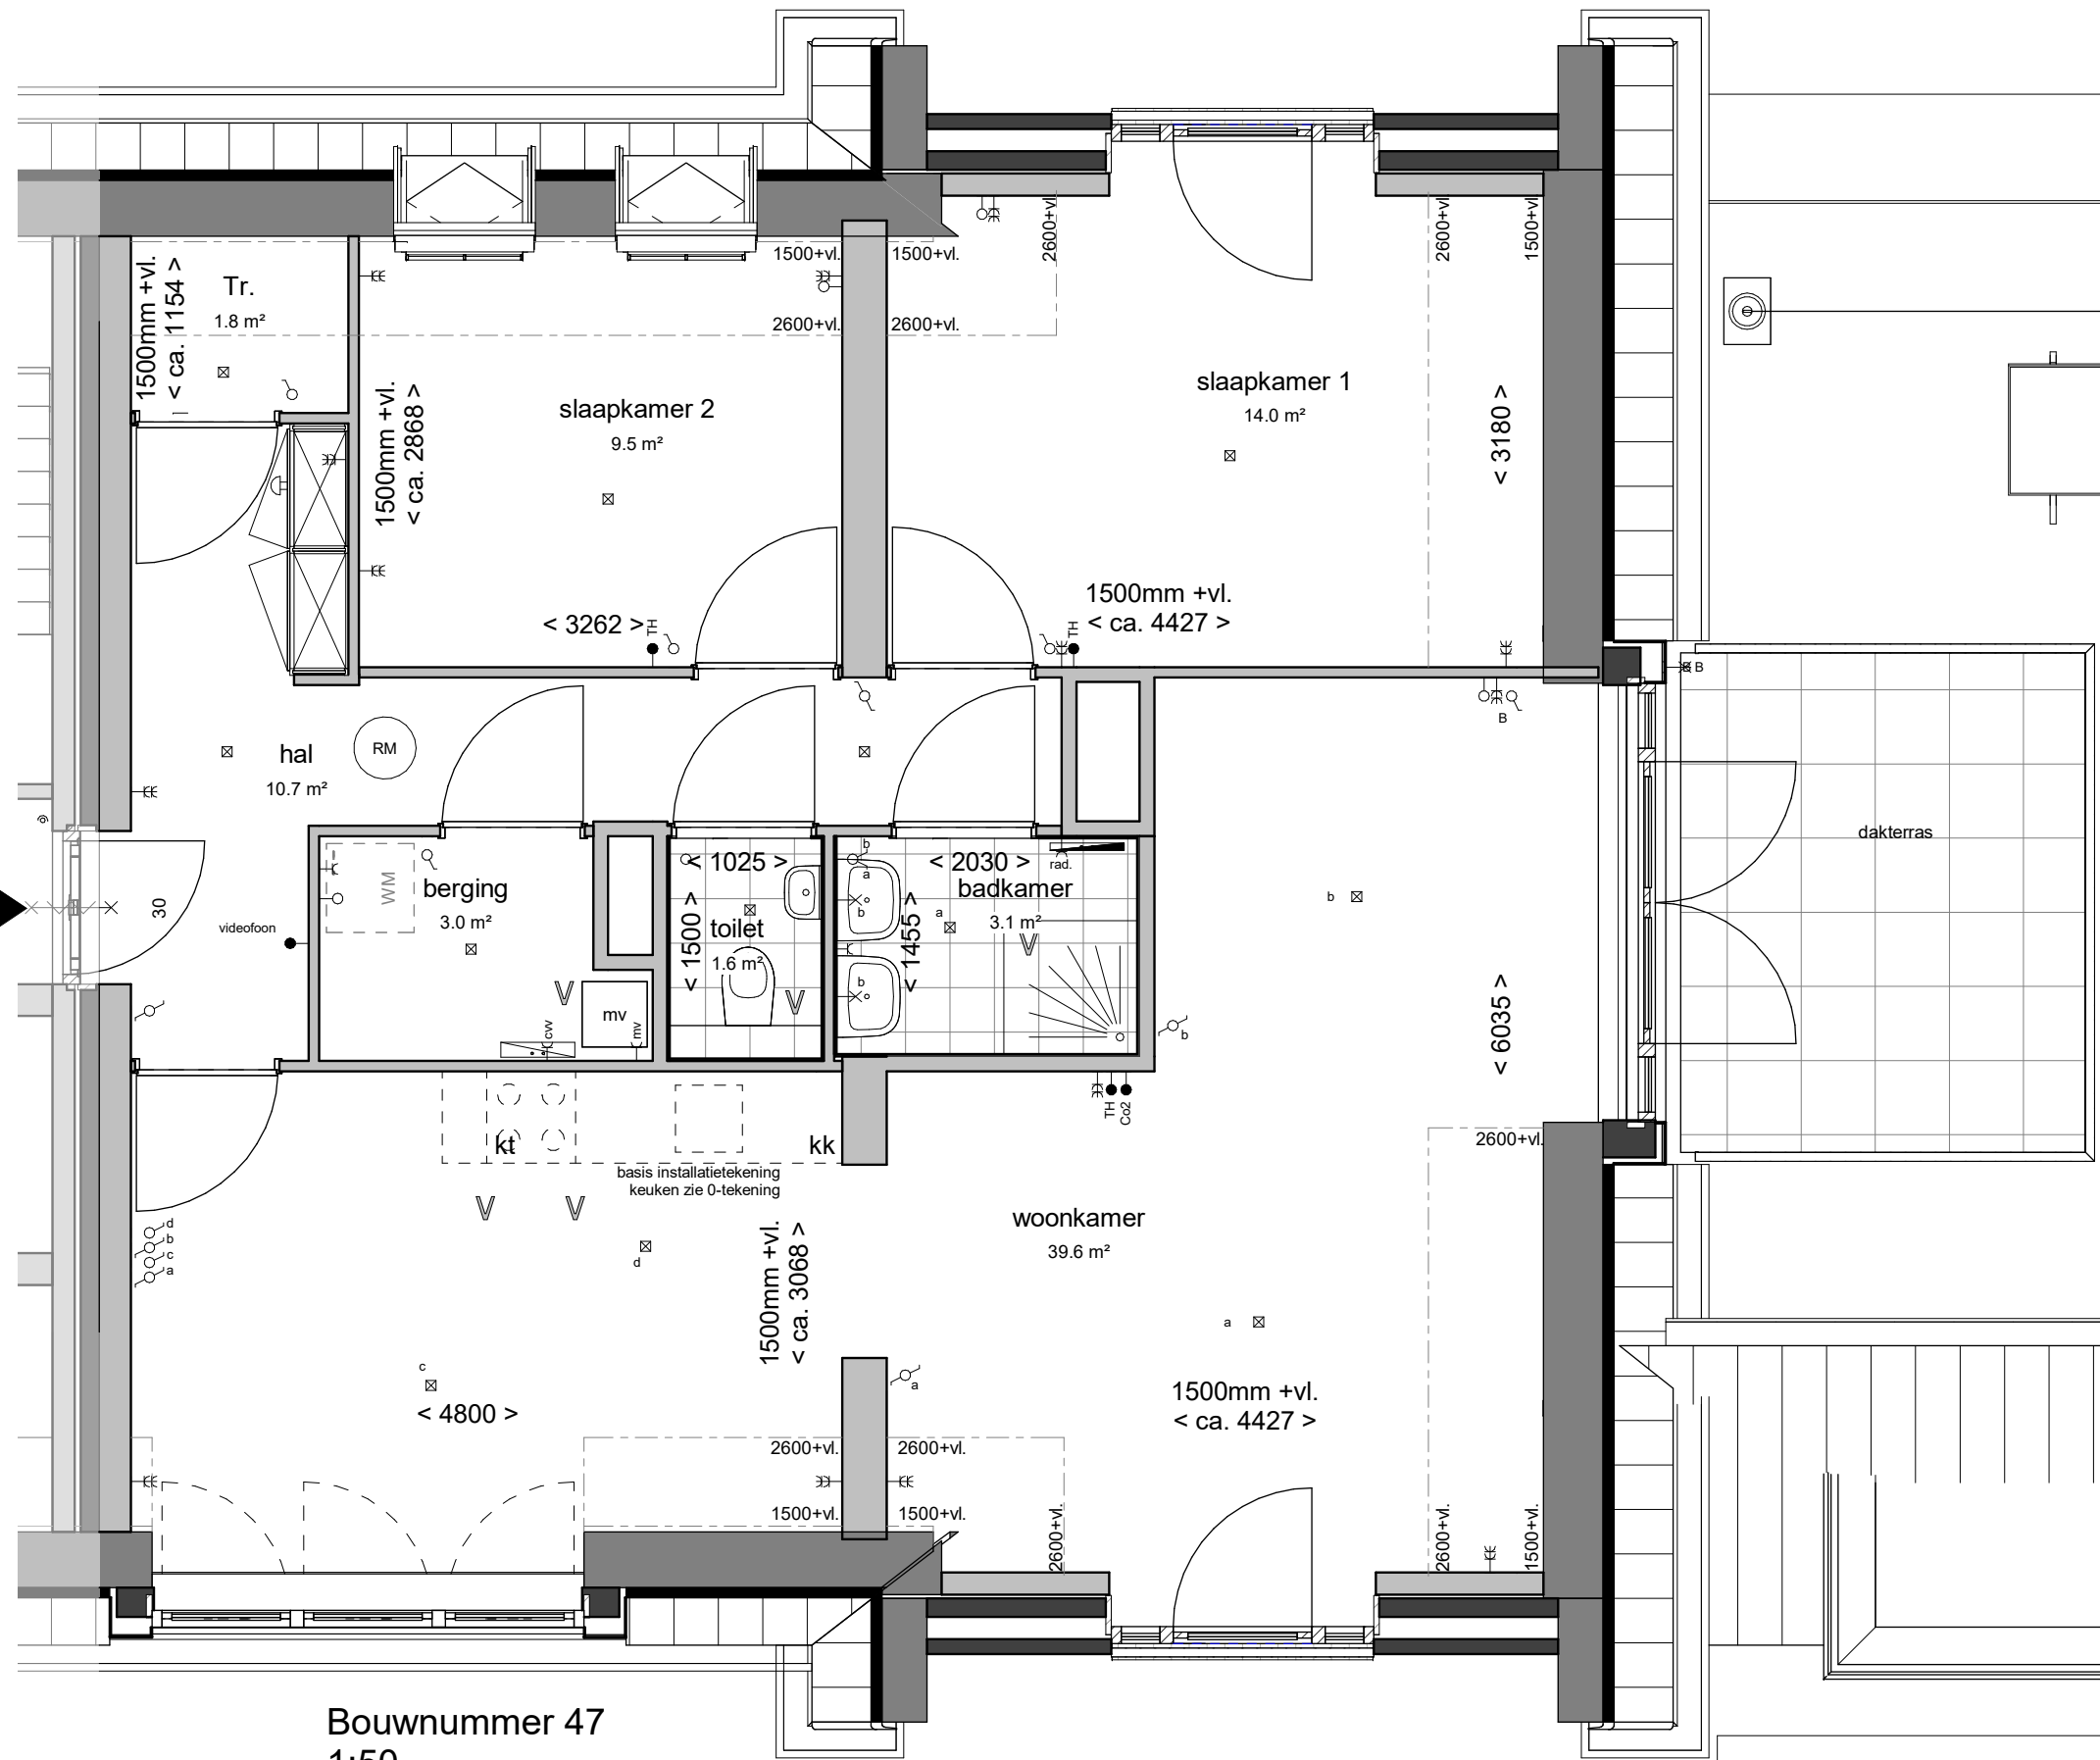 1500+vl.
1500+vl.
2600+vl.
2600+vl.
2600+vl.
2600+vl.
1500+vl.
Tr.
1.8 m²
1500mm +vl.
< ca. 1154 >
slaapkamer 2
9.5 m²
1500mm +vl.
< ca. 2868 >
< 3262 >
TH
slaapkamer 1
14.0 m²
< 3180 >
1500mm +vl.
< ca. 4427 >
TH
B
B
B
hal
10.7 m²
RM
30
videofoon
WM
berging
3.0 m²
cvv
mv
mv
< 1025 >
< 1500 >
toilet
1.6 m²
b
a
b
b
< 2030 >
rad.
badkamer
3.1 m²
a
< 1455 >
b
b
< 6035 >
dakterras
TH
Co2
kt
kk
basis installatietekening
keuken zie 0-tekening
2600+vl.
d
b
c
a
d
1500mm +vl.
< ca. 3068 >
woonkamer
39.6 m²
a
c
< 4800 >
a
1500mm +vl.
< ca. 4427 >
2600+vl.
2600+vl.
1500+vl.
1500+vl.
2600+vl.
2600+vl.
1500+vl.
Bouwnummer 47
1:50